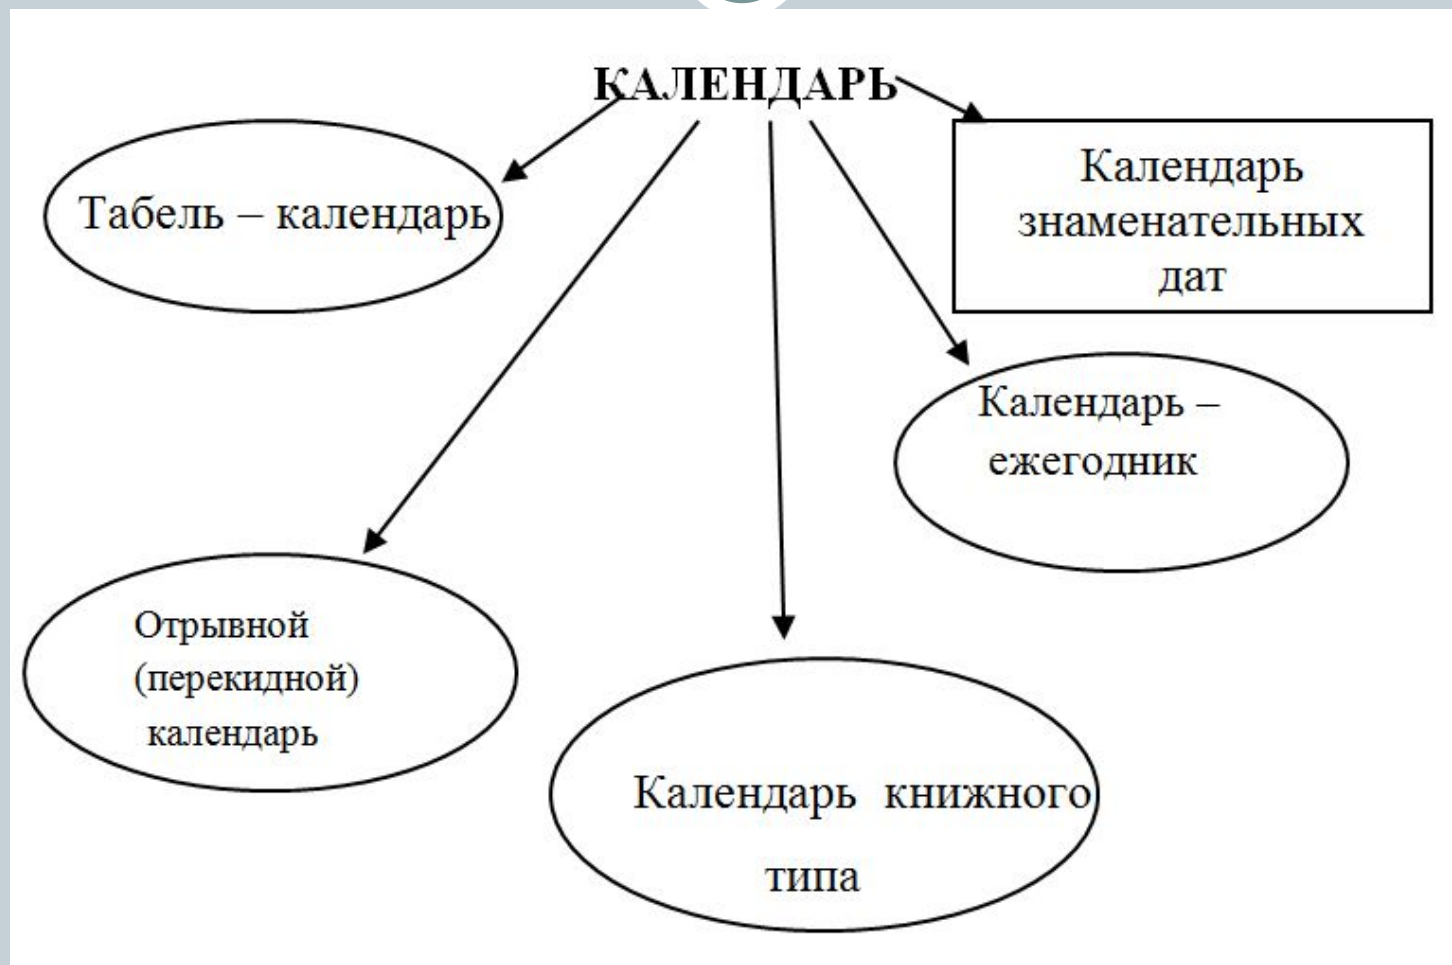 КАЛЕНДАРЬ
Табель – календарь
Календарь
знаменательных
дат
Календарь –
ежегодник
Отрывной
(перекидной)
календарь
Календарь книжного
типа